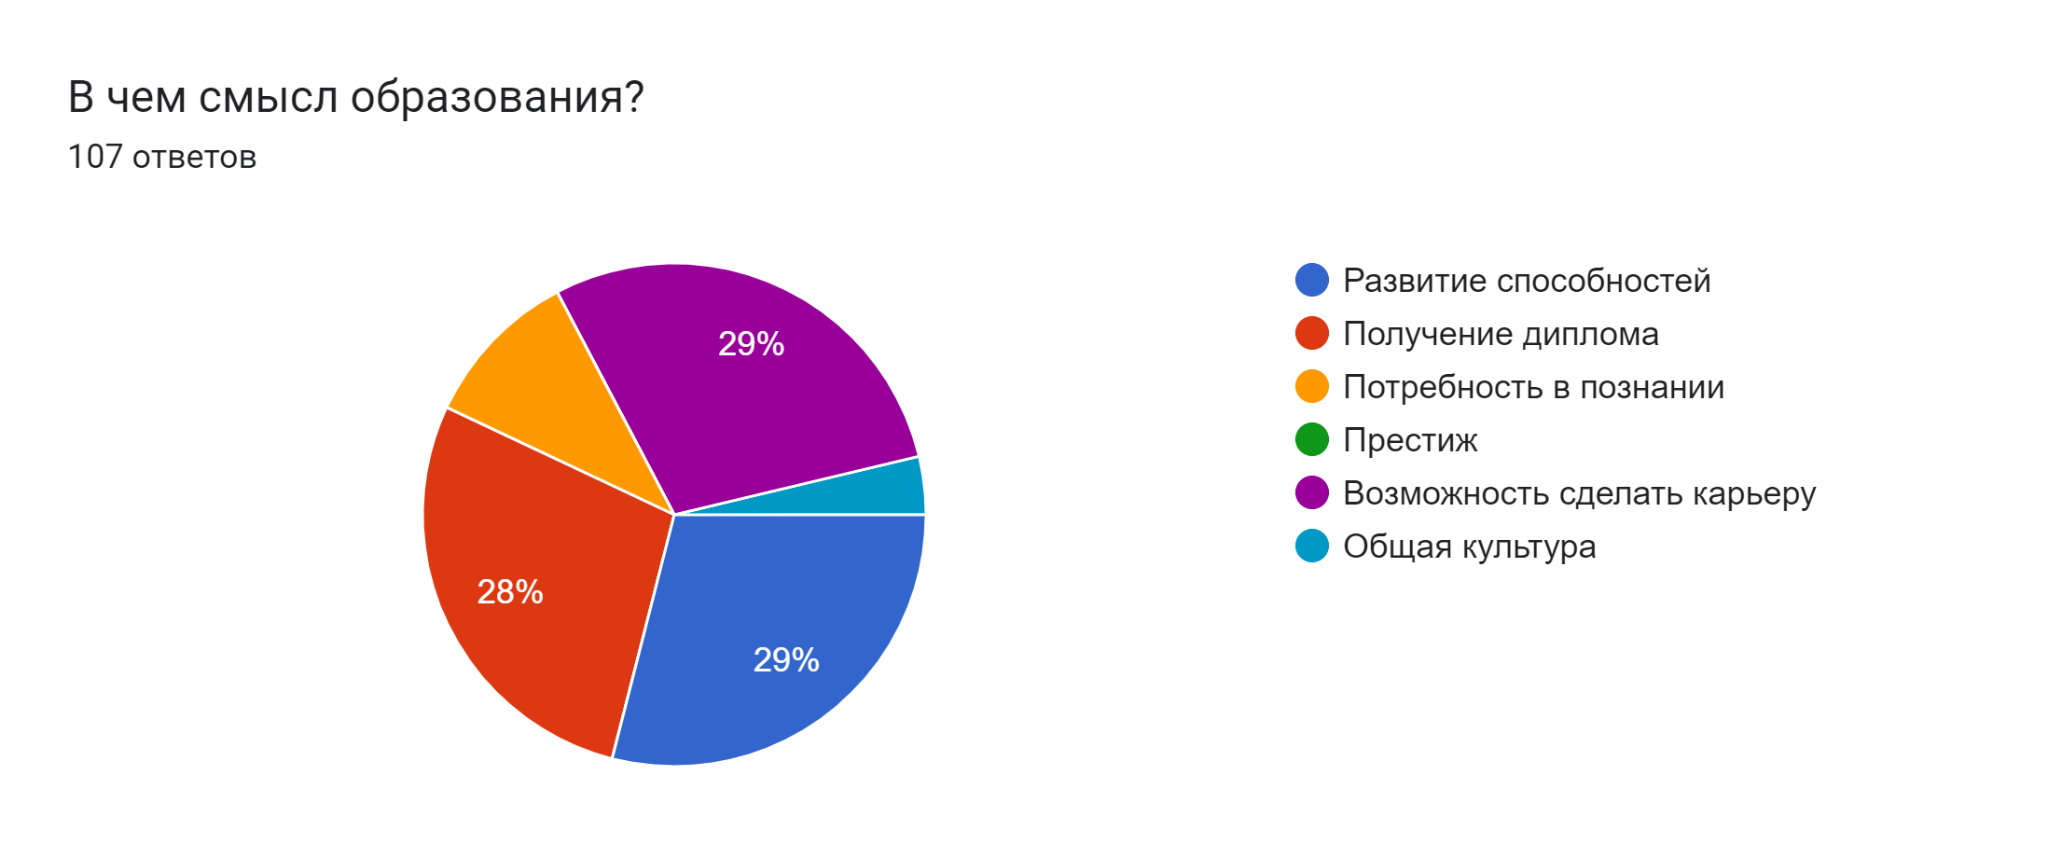 В чем смысл образования?
107 ответов
29%
28%
29%
Развитие способностей
Получение диплома
Потребность в познании
Престиж
Возможность сделать карьеру
Общая культура